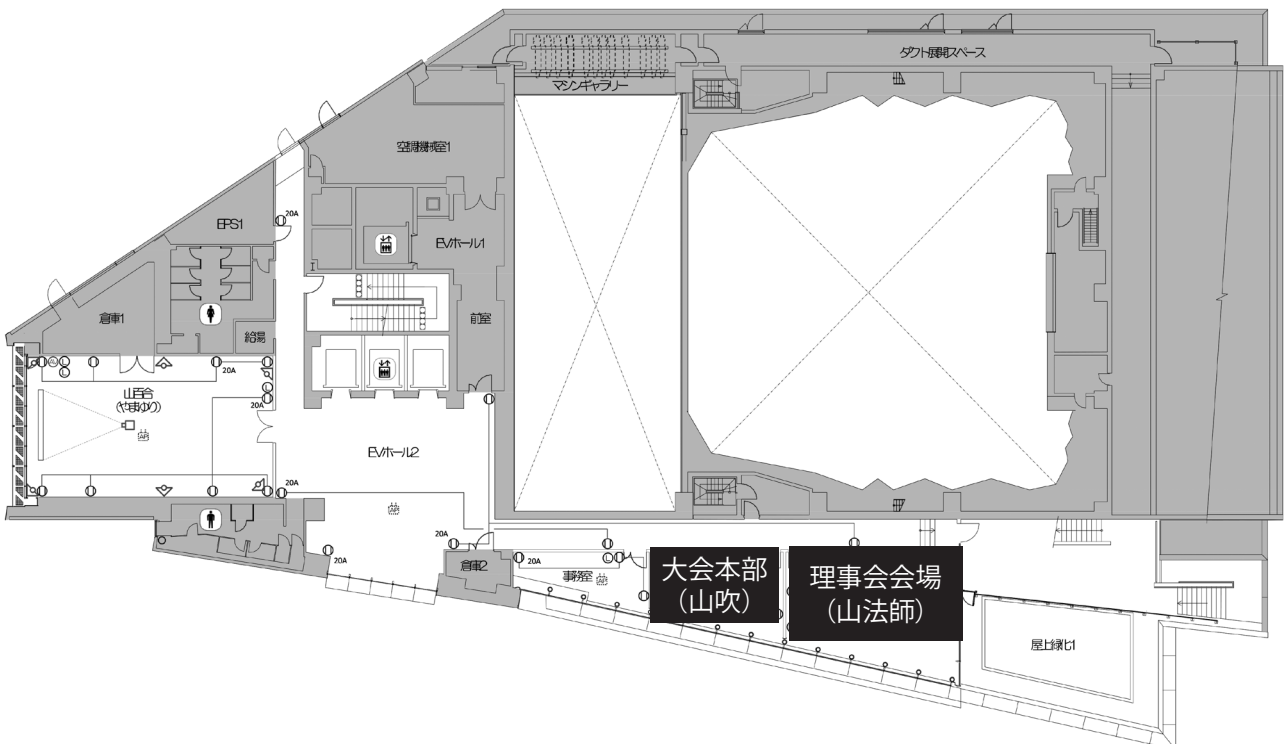 ダクト展開スペース
マシンギャラリー
空調機械室1
20A
EPS1
EVホール1
倉庫1
給湯
前室
20A
山百合
(やまゆり)
20A
AP
EVホール2
20A
AP
20A
20A
倉庫2
20A
事務室
AP
大会本部
（山吹）
理事会会場
（山法師）
屋上緑化1